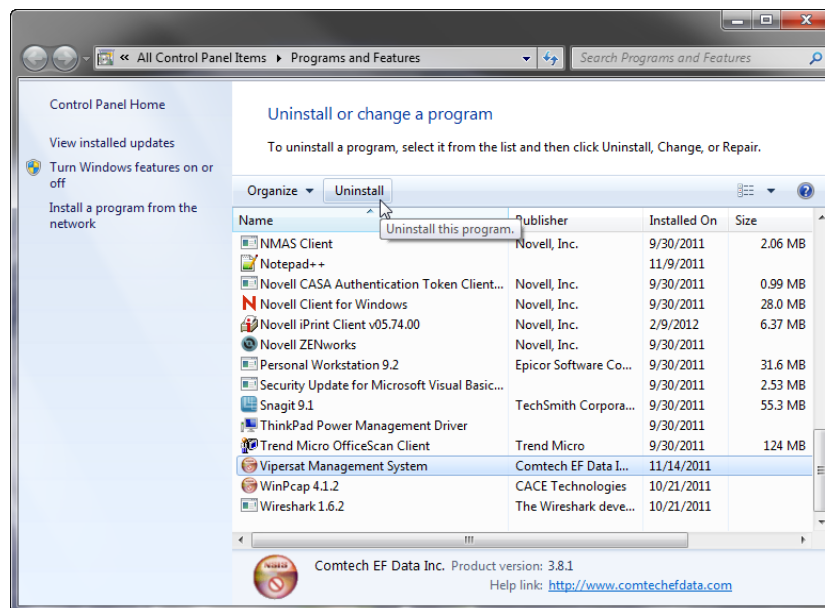 « All Control Panel Items ▸ Programs and Features
Search Programs and Features
Control Panel Home
View installed updates
Turn Windows features on or
off
Install a program from the
network
Uninstall or change a program
To uninstall a program, select it from the list and then click Uninstall, Change, or Repair.
Organize Uninstall
Name Publisher Installed On Size
Uninstall this program.
NMAS Client Novell, Inc. 9/30/2011 2.06 MB
Notepad++ 11/9/2011
Novell CASA Authentication Token Client... Novell, Inc. 9/30/2011 0.99 MB
Novell Client for Windows Novell, Inc. 9/30/2011 28.0 MB
Novell iPrint Client v05.74.00 Novell, Inc. 2/9/2012 6.37 MB
Novell ZENworks Novell, Inc. 9/30/2011
Personal Workstation 9.2 Epicor Software Co... 9/30/2011 31.6 MB
Security Update for Microsoft Visual Basic... 9/30/2011 2.53 MB
Snagit 9.1 TechSmith Corpora... 9/30/2011 55.3 MB
ThinkPad Power Management Driver 9/30/2011
Trend Micro OfficeScan Client Trend Micro 9/30/2011 124 MB
Vipersat Management System Comtech EF Data I... 11/14/2011
WinPcap 4.1.2 CACE Technologies 10/21/2011
Wireshark 1.6.2 The Wireshark deve... 10/21/2011
Comtech EF Data Inc. Product version: 3.8.1
Help link: http://www.comtechefdata.com